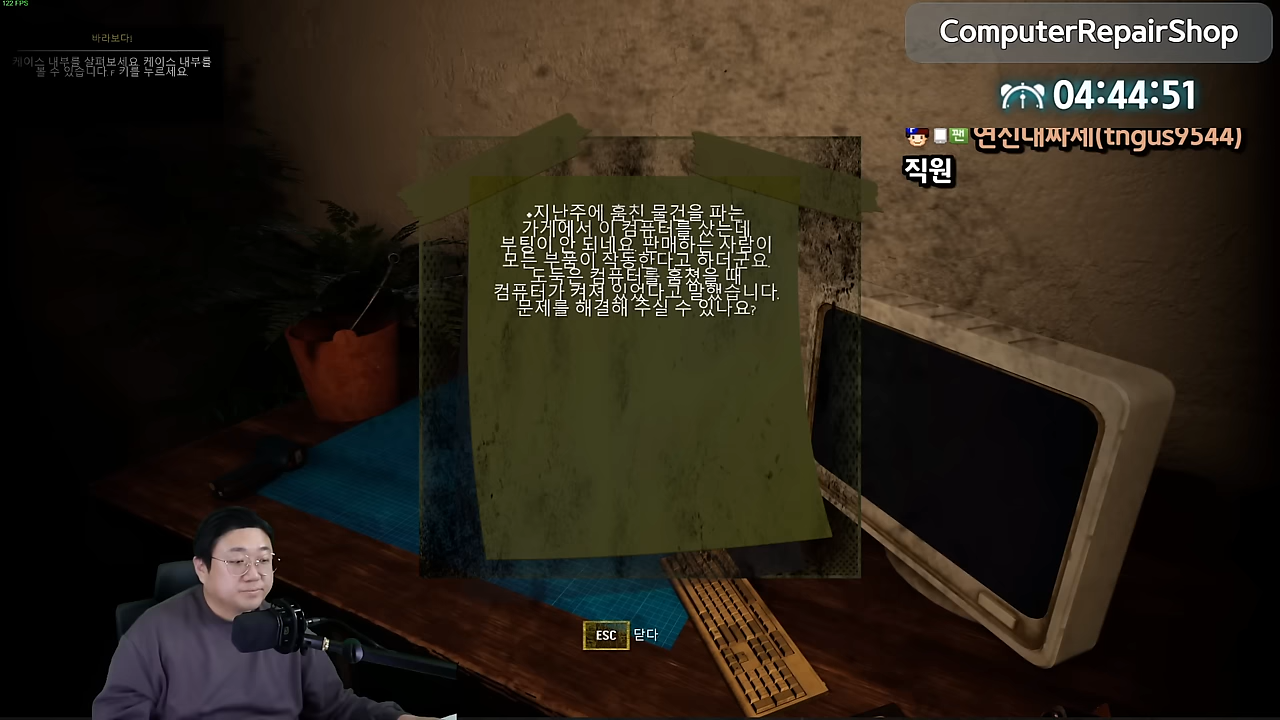 122 FPS
바라보다!
케이스 내부를 살펴보세요. 케이스 내부를
볼 수 있습니다.F 키를 누르세요
ComputerRepairShop
04:44:51
팬 연신내짜세(tngus9544)
직원
•지난주에 훔친 물건을 파는
가게에서 이 컴퓨터를 샀는데
부팅이 안 되네요. 판매하는 사람이
모든 부품이 작동한다고 하더군요.
도둑은 컴퓨터를 훔쳤을 때
컴퓨터가 켜져 있었다고 말했습니다.
문제를 해결해 주실 수 있나요?
ESC 닫다